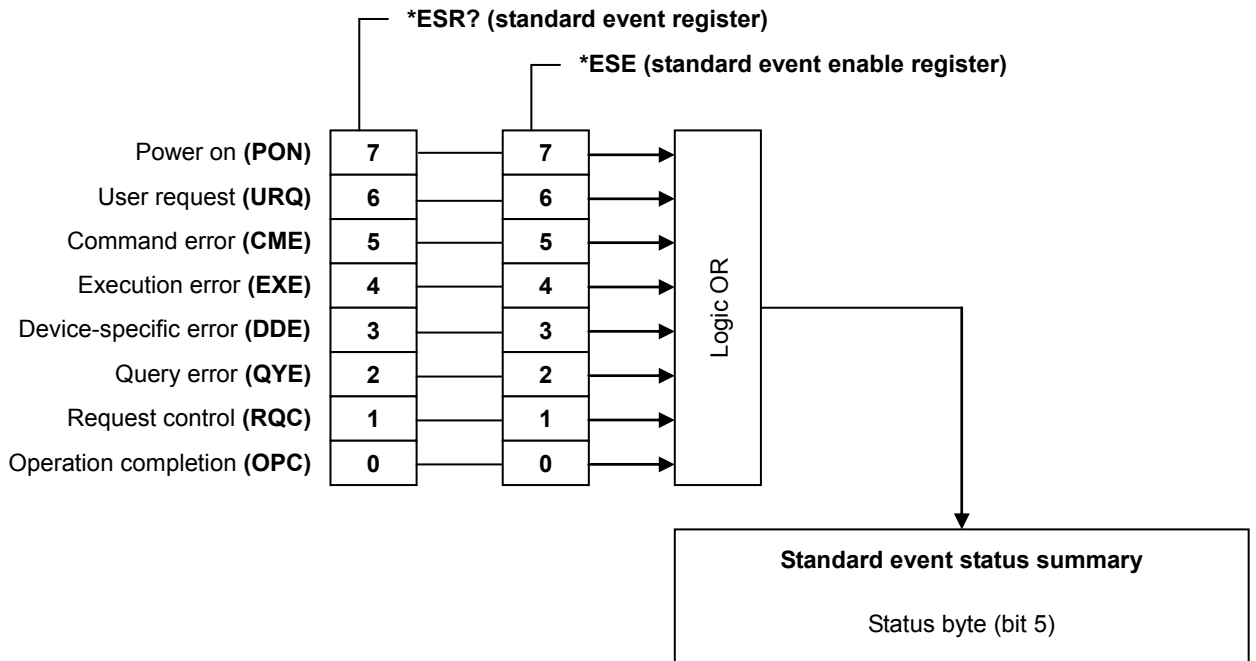 *ESR? (standard event register)
*ESE (standard event enable register)
Power on (PON) 7 7
User request (URQ) 6 6
Command error (CME) 5 5
Execution error (EXE) 4 4
Device-specific error (DDE) 3 3
Query error (QYE) 2 2
Request control (RQC) 1 1
Operation completion (OPC) 0 0
Logic OR
Standard event status summary
Status byte (bit 5)